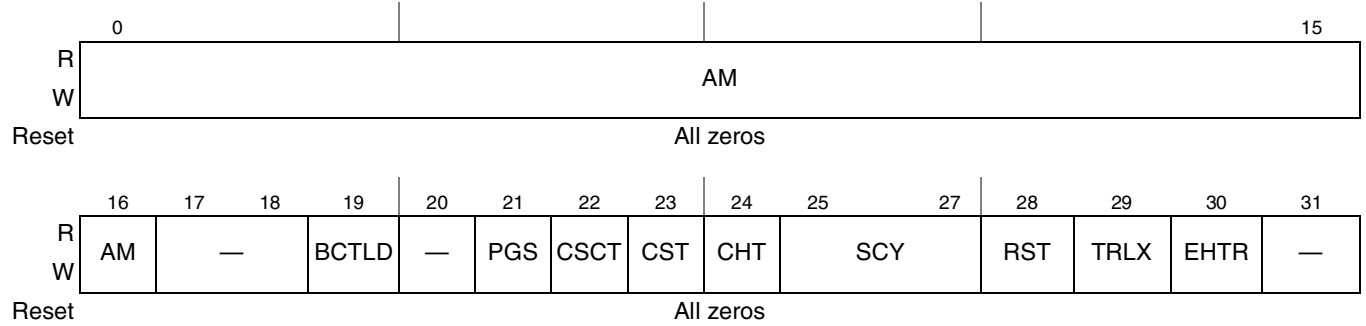 0 15
R
AM
W
Reset All zeros
16 17 18 19 20 21 22 23 24 25 27 28 29 30 31
R
AM — BCTLD — PGS CSCT CST CHT SCY RST TRLX EHTR —
W
Reset All zeros